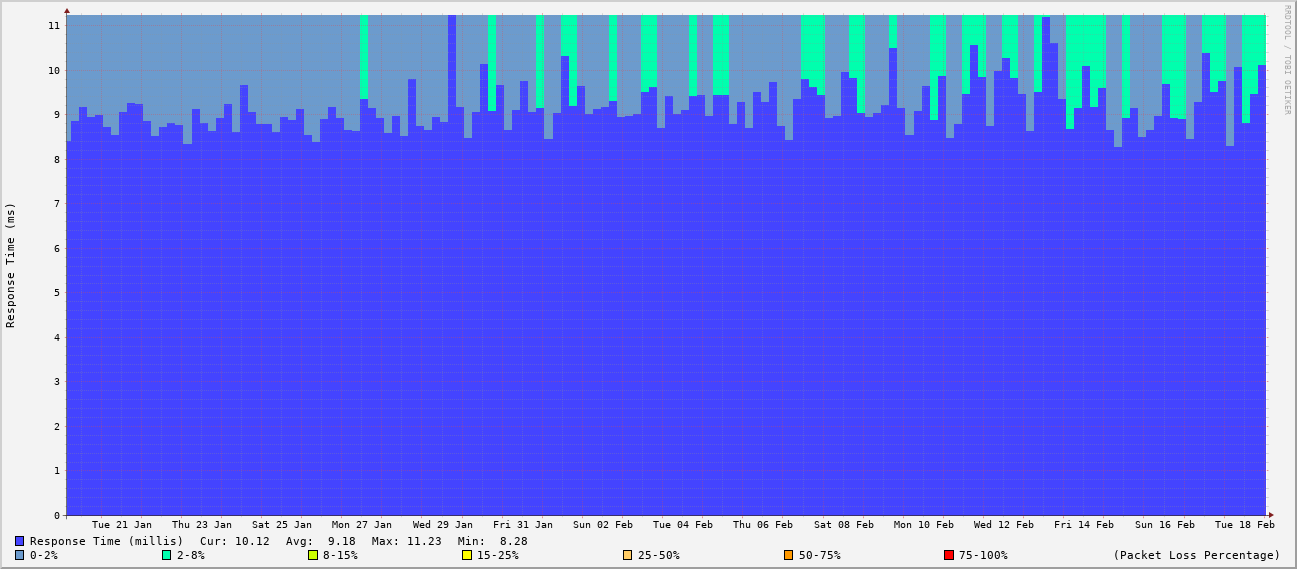 RRDTOOL / TOBI OETIKER
Response Time (ms)
11
10
9
8
7
6
5
4
3
2
1
0
Tue 21 Jan Thu 23 Jan Sat 25 Jan Mon 27 Jan Wed 29 Jan Fri 31 Jan Sun 02 Feb Tue 04 Feb Thu 06 Feb Sat 08 Feb Mon 10 Feb Wed 12 Feb Fri 14 Feb Sun 16 Feb Tue 18 Feb
Response Time (millis) Cur: 10.12 Avg: 9.18 Max: 11.23 Min: 8.28
0-2% 2-8% 8-15% 15-25% 25-50% 50-75% 75-100% (Packet Loss Percentage)